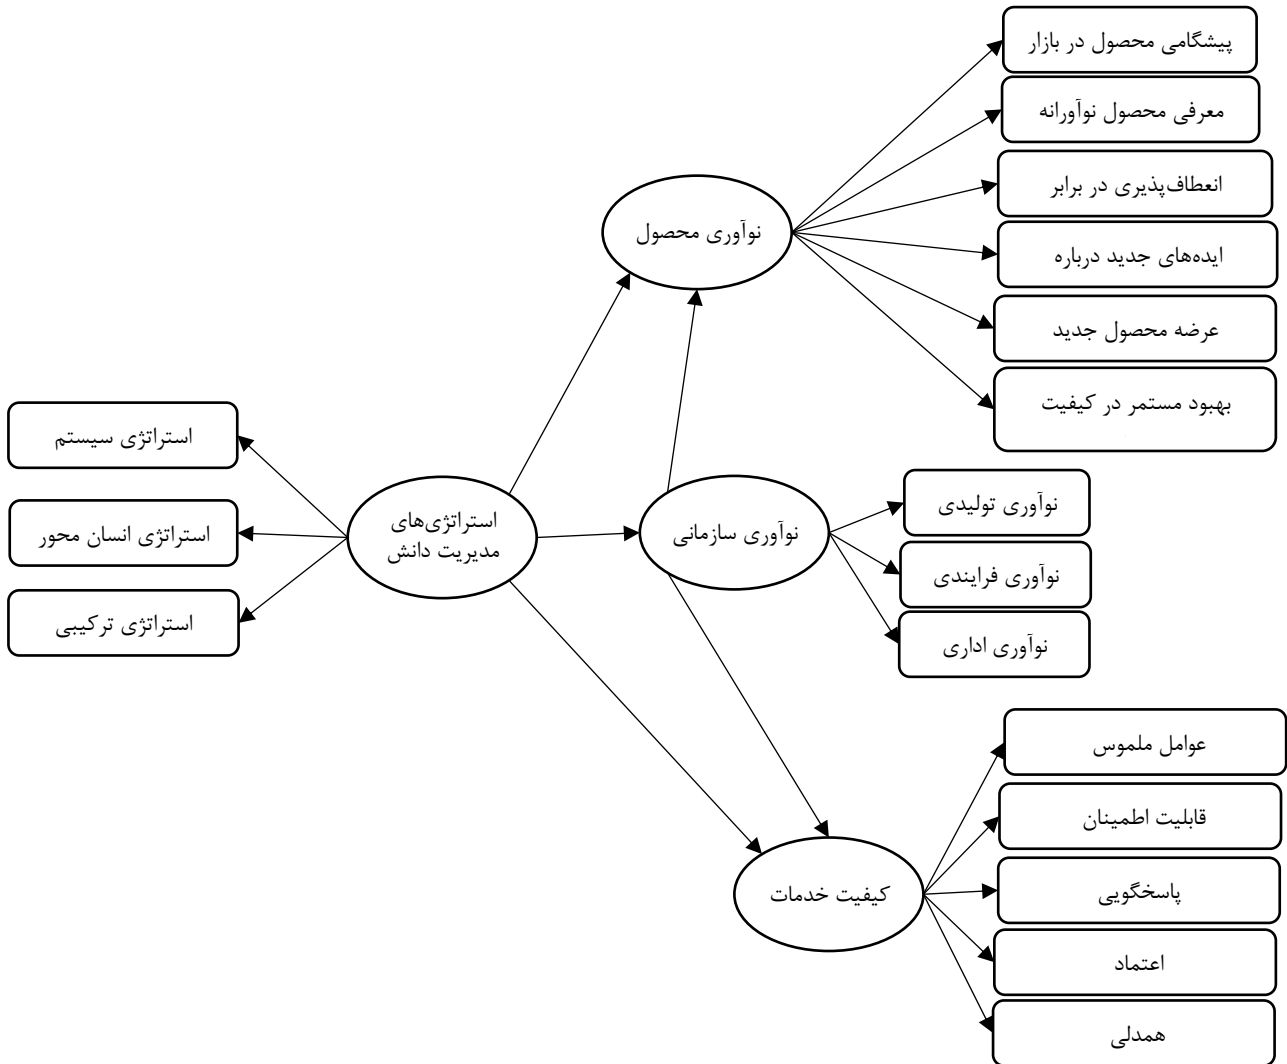 پیشگامی محصول در بازار
معرفی محصول نوآورانه
انعطاف‌پذیری در برابر
نوآوری محصول
ایده‌های جدید درباره
عرضه محصول جدید
بهبود مستمر در کیفیت
استراتژی سیستم
استراتژی انسان محور
استراتژی ترکیبی
استراتژی‌های
مدیریت دانش
نوآوری سازمانی
نوآوری تولیدی
نوآوری فرایندی
نوآوری اداری
عوامل ملموس
قابلیت اطمینان
پاسخگویی
کیفیت خدمات
اعتماد
همدلی